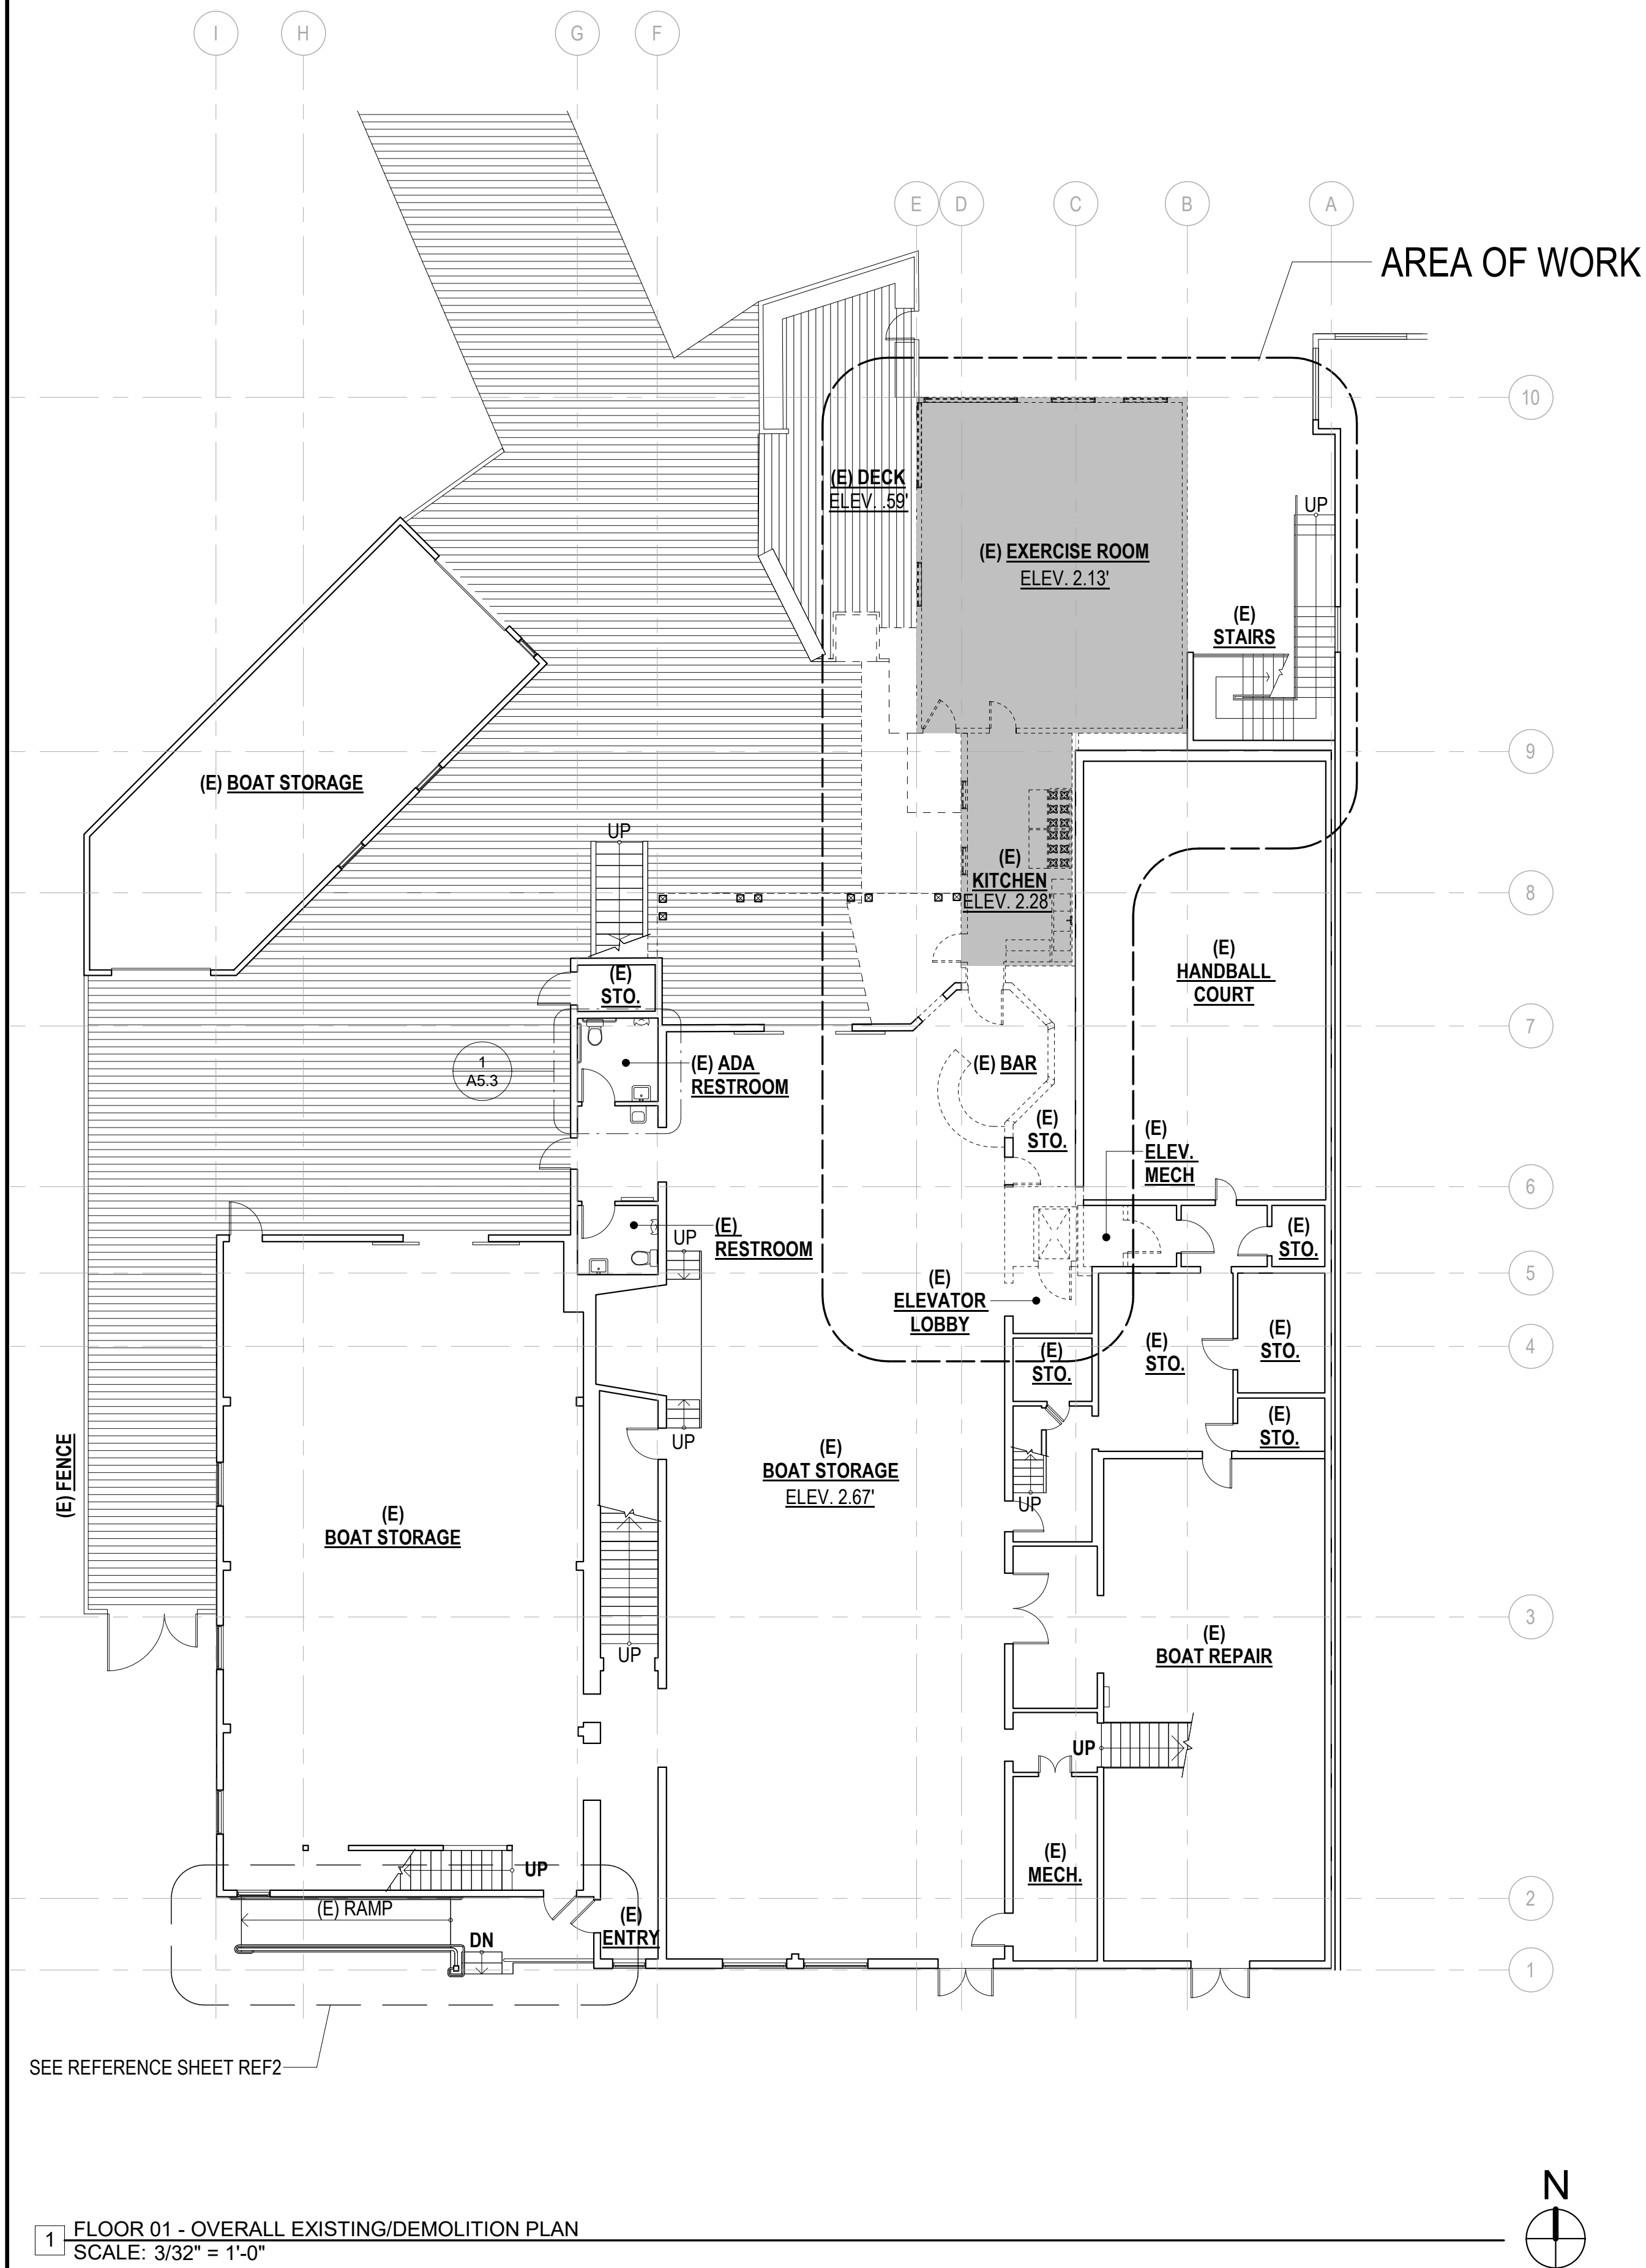 I
H
G
F
E
D
C
B
A
AREA OF WORK
10
(E) DECK
ELEV. .59'
UP
(E) EXERCISE ROOM
ELEV. 2.13'
(E)
STAIRS
9
(E) BOAT STORAGE
UP
(E)
KITCHEN
ELEV. 2.28'
8
(E)
HANDBALL
COURT
(E)
STO.
7
1
A5.3
(E) ADA
RESTROOM
(E) BAR
(E)
STO.
(E)
ELEV.
MECH
6
(E)
RESTROOM
UP
(E)
STO.
5
(E)
ELEVATOR
LOBBY
(E)
STO.
(E)
STO.
(E)
STO.
4
(E)
STO.
UP
(E) FENCE
(E)
BOAT STORAGE
ELEV. 2.67'
UP
(E)
BOAT STORAGE
3
UP
(E)
BOAT REPAIR
UP
(E)
MECH.
UP
2
(E) RAMP
(E)
ENTRY
DN
1
SEE REFERENCE SHEET REF2
N
1
FLOOR 01 - OVERALL EXISTING/DEMOLITION PLAN
SCALE: 3/32" = 1'-0"